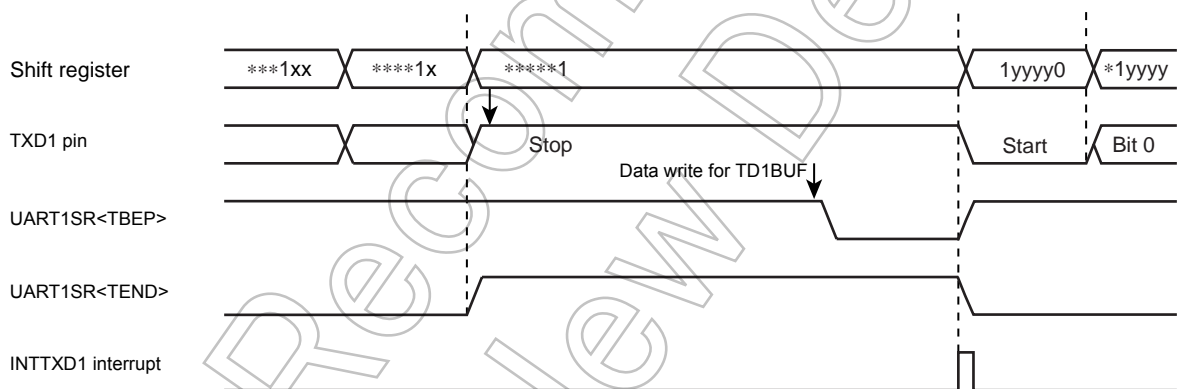 Shift register ***1xx ****1x *****1 1yyyy0 *1yyyy
TXD1 pin Stop Start Bit 0
Data write for TD1BUF
UART1SR<TBEP>
UART1SR<TEND>
INTTXD1 interrupt